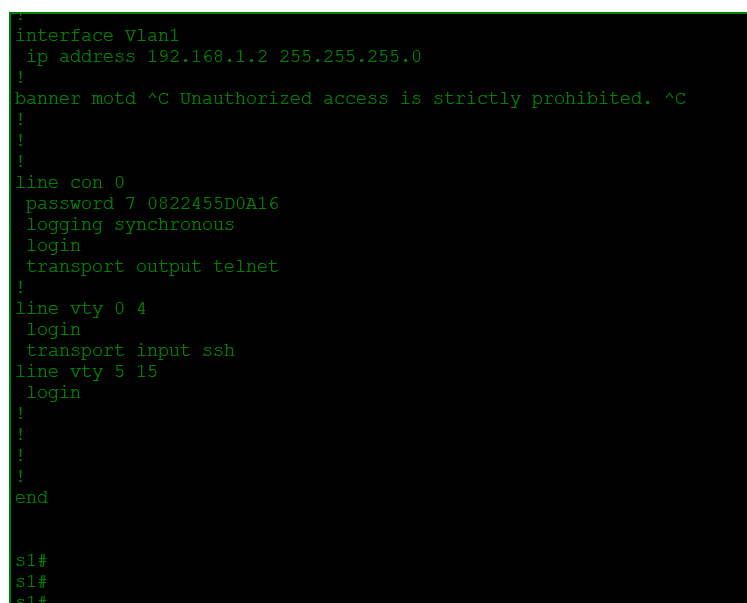 !
interface Vlan1
 ip address 192.168.1.2 255.255.255.0
!
banner motd ^C Unauthorized access is strictly prohibited. ^C
!
!
!
line con 0
 password 7 0822455D0A16
 logging synchronous
 login
 transport output telnet
!
line vty 0 4
 login
 transport input ssh
line vty 5 15
 login
!
!
!
!
end
s1#
s1#
s1#